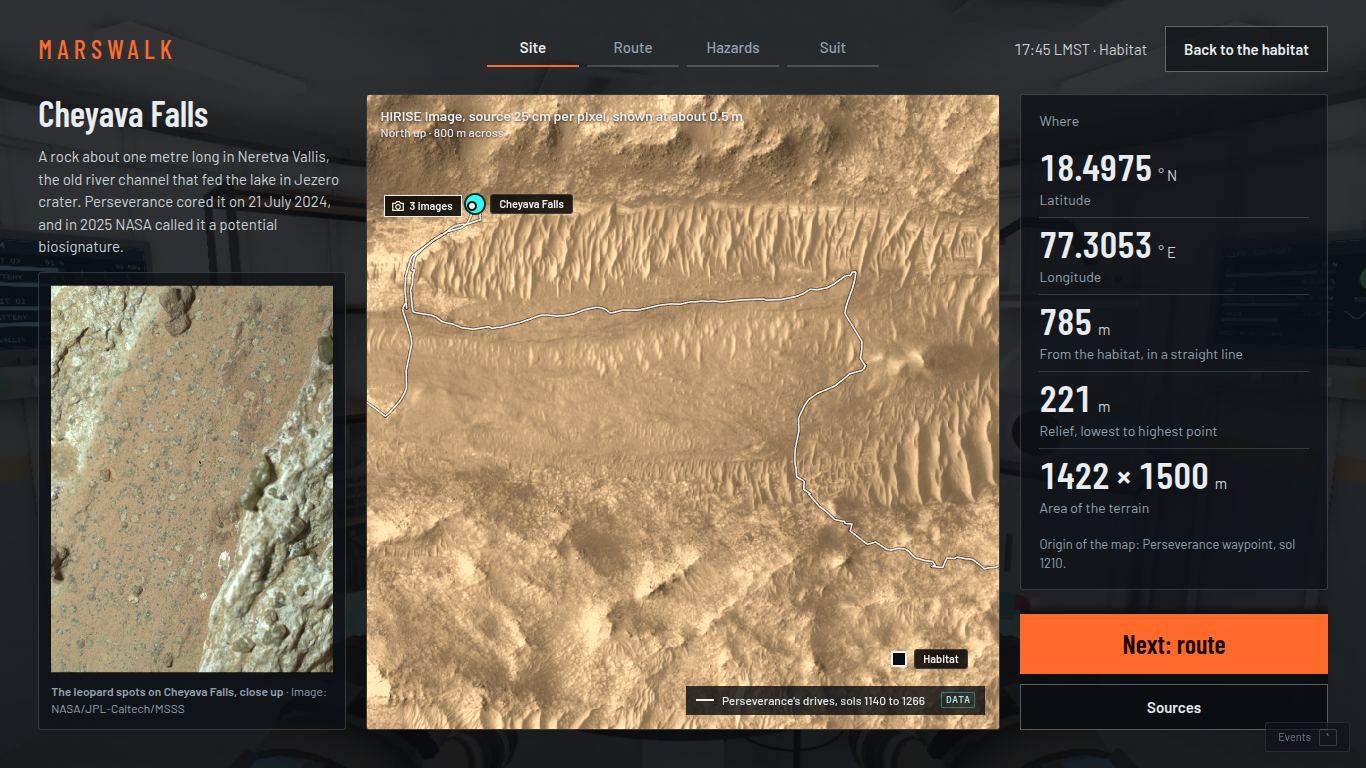 MARSWALK
Site
Route
Hazards
Suit
17:45 LMST · Habitat
Back to the habitat
Cheyava Falls
A rock about one metre long in Neretva Vallis,
the old river channel that fed the lake in Jezero
crater. Perseverance cored it on 21 July 2024,
and in 2025 NASA called it a potential
biosignature.
The leopard spots on Cheyava Falls, close up · Image:
NASA/JPL-Caltech/MSSS
HIRISE Image, source 25 cm per pixel, shown at about 0.5 m
North up · 800 m across
3 images
Cheyava Falls
Habitat
Perseverance's drives, sols 1140 to 1266
DATA
Where
18.4975 ° N
Latitude
77.3053 ° E
Longitude
785 m
From the habitat, in a straight line
221 m
Relief, lowest to highest point
1422 × 1500 m
Area of the terrain
Origin of the map: Perseverance waypoint, sol
1210.
Next: route
Sources
Events `